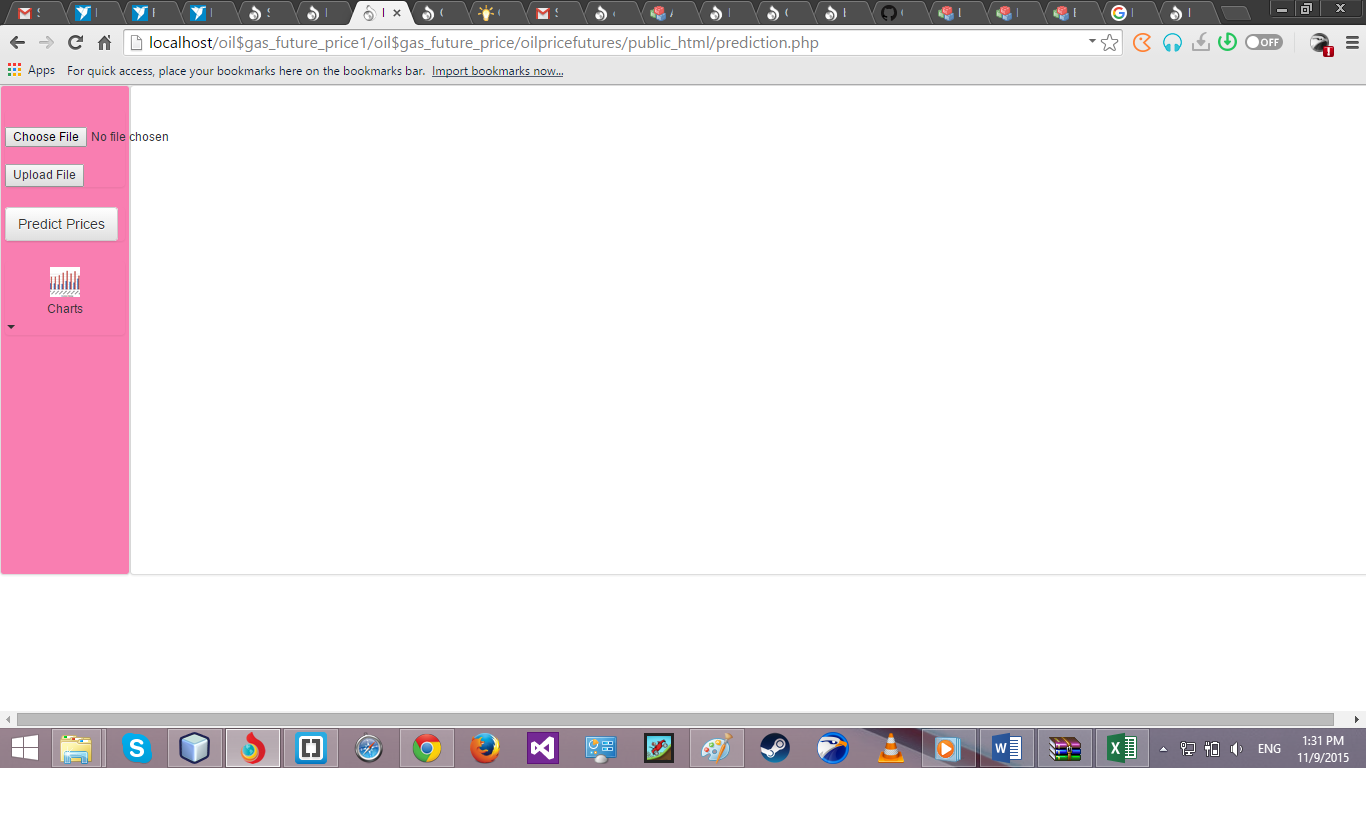 localhost/oil$gas_future_price1/oil$gas_future_price/oilpricefutures/public_html/prediction.php
OFF
1
Apps For quick access, place your bookmarks here on the bookmarks bar. Import bookmarks now...
Choose File No file chosen
Upload File
Predict Prices
Charts
ENG
1:31 PM
11/9/2015